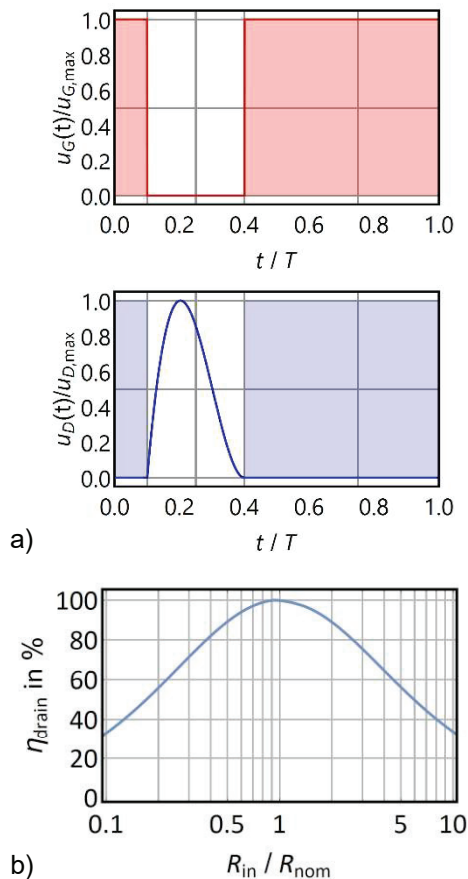 1.0
0.8
0.6
0.4
0.2
0.0
u_G(t)/u_G,max
0.0 0.2 0.4 0.6 0.8 1.0
t / T
1.0
0.8
0.6
0.4
0.2
0.0
u_D(t)/u_D,max
0.0 0.2 0.4 0.6 0.8 1.0
t / T
a)
100
80
60
40
20
0
η_drain in %
0.1 0.5 1 5 10
R_in / R_nom
b)